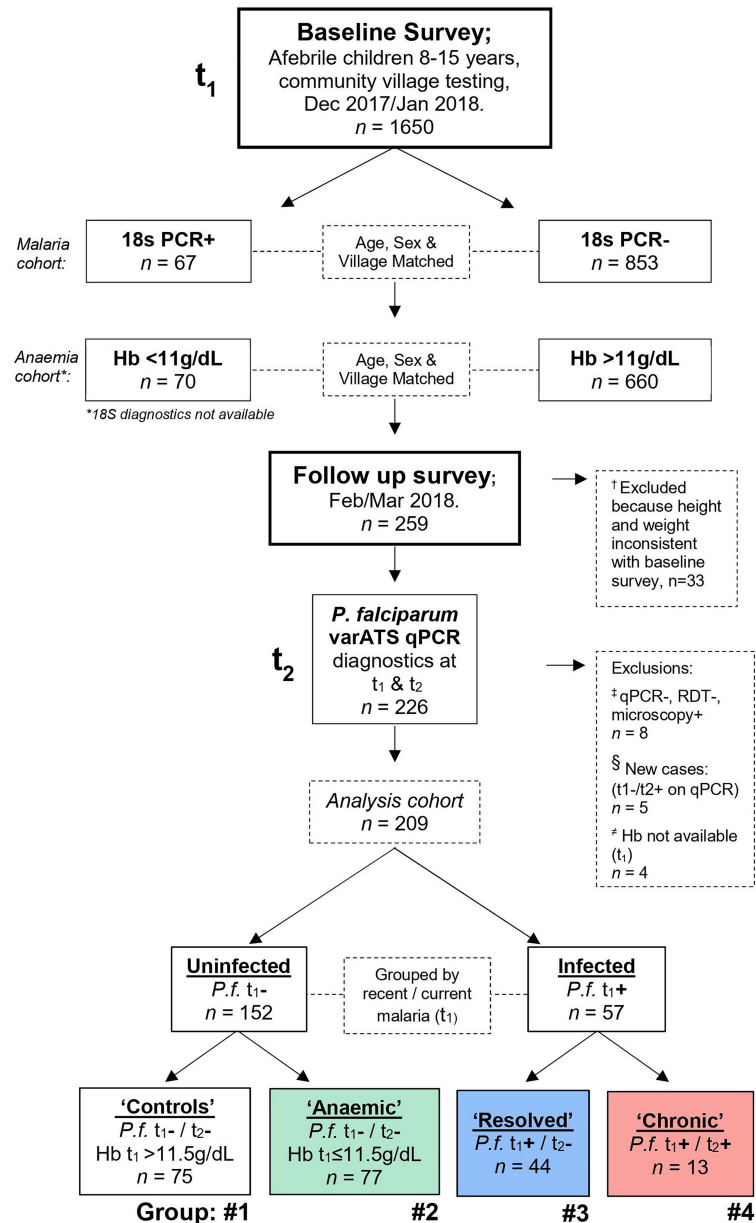 Baseline Survey;
Afebrile children 8-15 years,
community village testing,
Dec 2017/Jan 2018.
n = 1650
t1
Malaria
cohort:
18s PCR+
n = 67
Age, Sex &
Village Matched
18s PCR-
n = 853
Anaemia
cohort*:
Hb <11g/dL
n = 70
Age, Sex &
Village Matched
Hb >11g/dL
n = 660
*18S diagnostics not available
Follow up survey;
Feb/Mar 2018.
n = 259
†Excluded
because height
and weight
inconsistent
with baseline
survey, n=33
t2
P. falciparum
varATS qPCR
diagnostics at
t1 & t2
n = 226
Exclusions:
‡qPCR-, RDT-,
microscopy+
n = 8
§ New cases:
(t1-/t2+ on qPCR)
n = 5
≠ Hb not available
(t1)
n = 4
Analysis cohort
n = 209
Uninfected
P.f. t1-
n = 152
Grouped by
recent / current
malaria (t1)
Infected
P.f. t1+
n = 57
‘Controls’
P.f. t1- / t2-
Hb t1 >11.5g/dL
n = 75
‘Anaemic’
P.f. t1- / t2-
Hb t1≤11.5g/dL
n = 77
‘Resolved’
P.f. t1+ / t2-
n = 44
‘Chronic’
P.f. t1+ / t2+
n = 13
Group: #1 #2 #3 #4